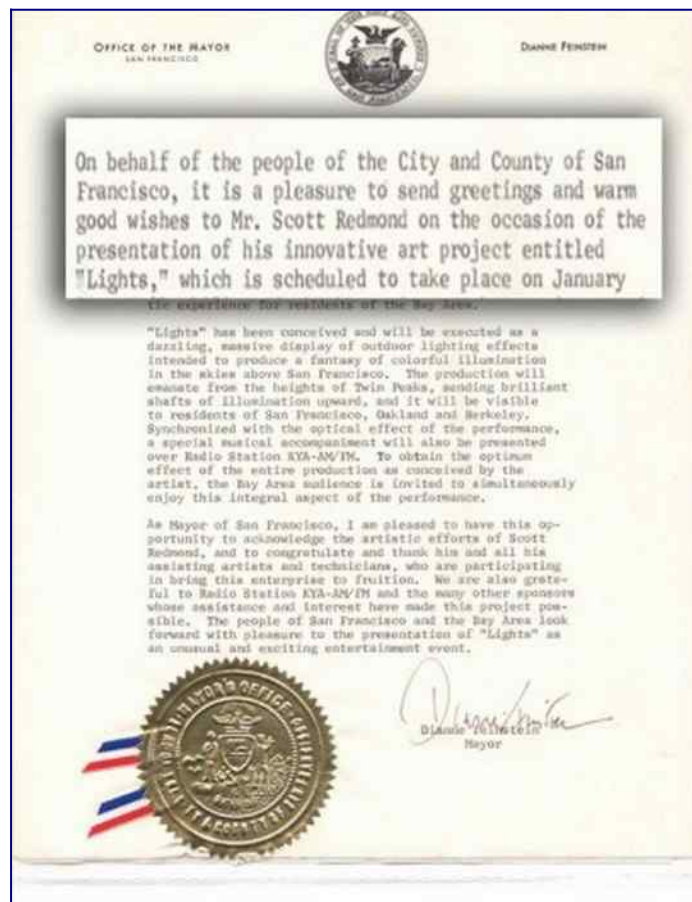 OFFICE OF THE MAYOR
SAN FRANCISCO
DIANNE FEINSTEIN
On behalf of the people of the City and County of San
Francisco, it is a pleasure to send greetings and warm
good wishes to Mr. Scott Redmond on the occasion of the
presentation of his innovative art project entitled
"Lights," which is scheduled to take place on January
tic experience for residents of the Bay Area.
"Lights" has been conceived and will be executed as a
dazzling, massive display of outdoor lighting effects
intended to produce a fantasy of colorful illumination
in the skies above San Francisco. The production will
emanate from the heights of Twin Peaks, sending brilliant
shafts of illumination upward, and it will be visible
to residents of San Francisco, Oakland and Berkeley.
Synchronized with the optical effect of the performance,
a special musical accompaniment will also be presented
over Radio Station KYA-AM/FM. To obtain the optimum
effect of the entire production as conceived by the
artist, the Bay Area audience is invited to simultaneously
enjoy this integral aspect of the performance.
As Mayor of San Francisco, I am pleased to have this op-
portunity to acknowledge the artistic efforts of Scott
Redmond, and to congratulate and thank him and all his
assisting artists and technicians, who are participating
in bring this enterprise to fruition. We are also grate-
ful to Radio Station KYA-AM/FM and the many other sponsors
whose assistance and interest have made this project pos-
sible. The people of San Francisco and the Bay Area look
forward with pleasure to the presentation of "Lights" as
an unusual and exciting entertainment event.
Dianne Feinstein
Mayor
MAYOR'S OFFICE